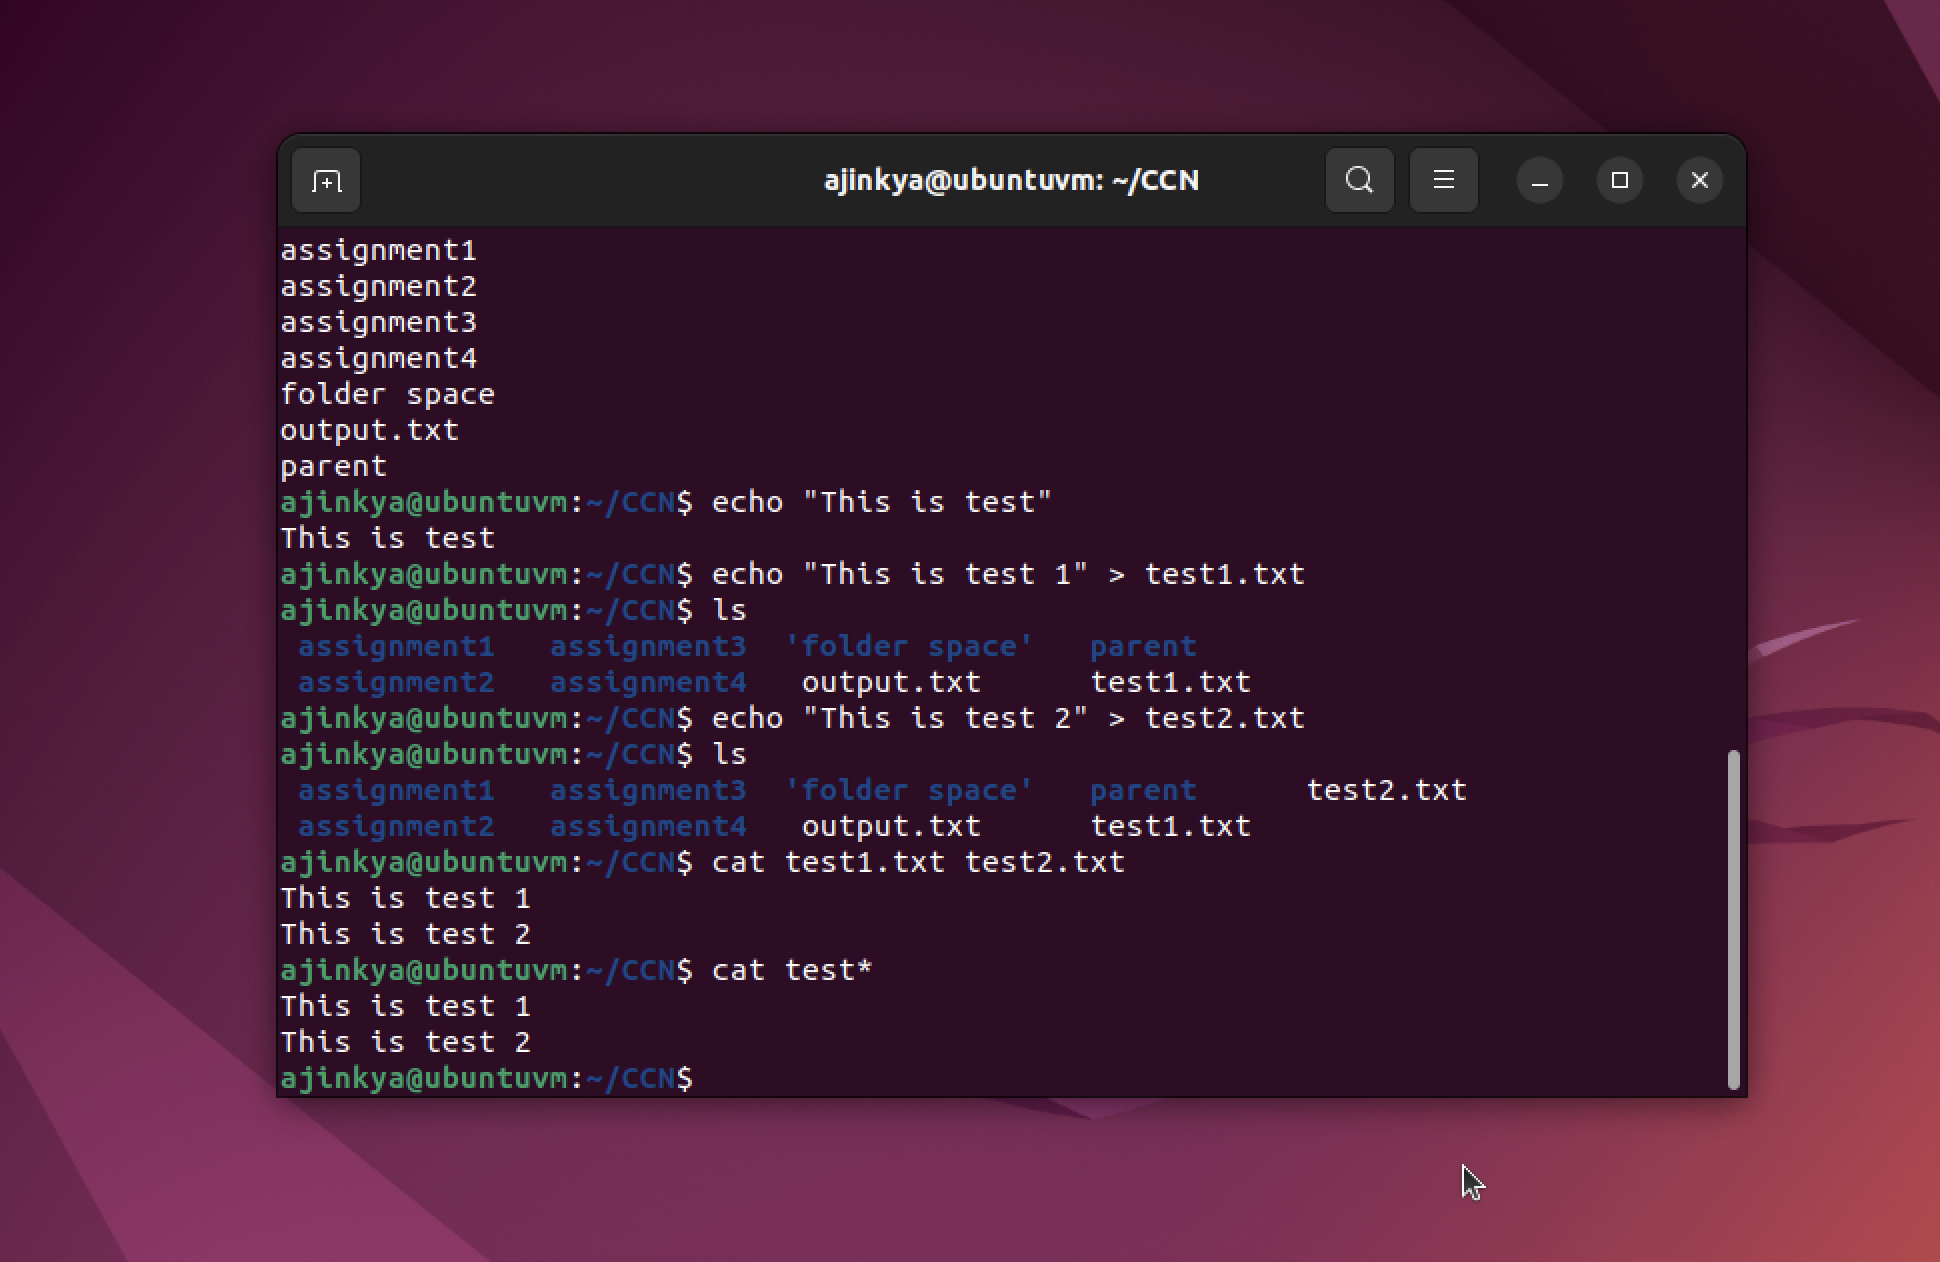 ajinkya@ubuntuvm: ~/CCN
assignment1
assignment2
assignment3
assignment4
folder space
output.txt
parent
ajinkya@ubuntuvm:~/CCN$ echo "This is test"
This is test
ajinkya@ubuntuvm:~/CCN$ echo "This is test 1" > test1.txt
ajinkya@ubuntuvm:~/CCN$ ls
 assignment1   assignment3  'folder space'   parent
 assignment2   assignment4   output.txt      test1.txt
ajinkya@ubuntuvm:~/CCN$ echo "This is test 2" > test2.txt
ajinkya@ubuntuvm:~/CCN$ ls
 assignment1   assignment3  'folder space'   parent      test2.txt
 assignment2   assignment4   output.txt      test1.txt
ajinkya@ubuntuvm:~/CCN$ cat test1.txt test2.txt
This is test 1
This is test 2
ajinkya@ubuntuvm:~/CCN$ cat test*
This is test 1
This is test 2
ajinkya@ubuntuvm:~/CCN$